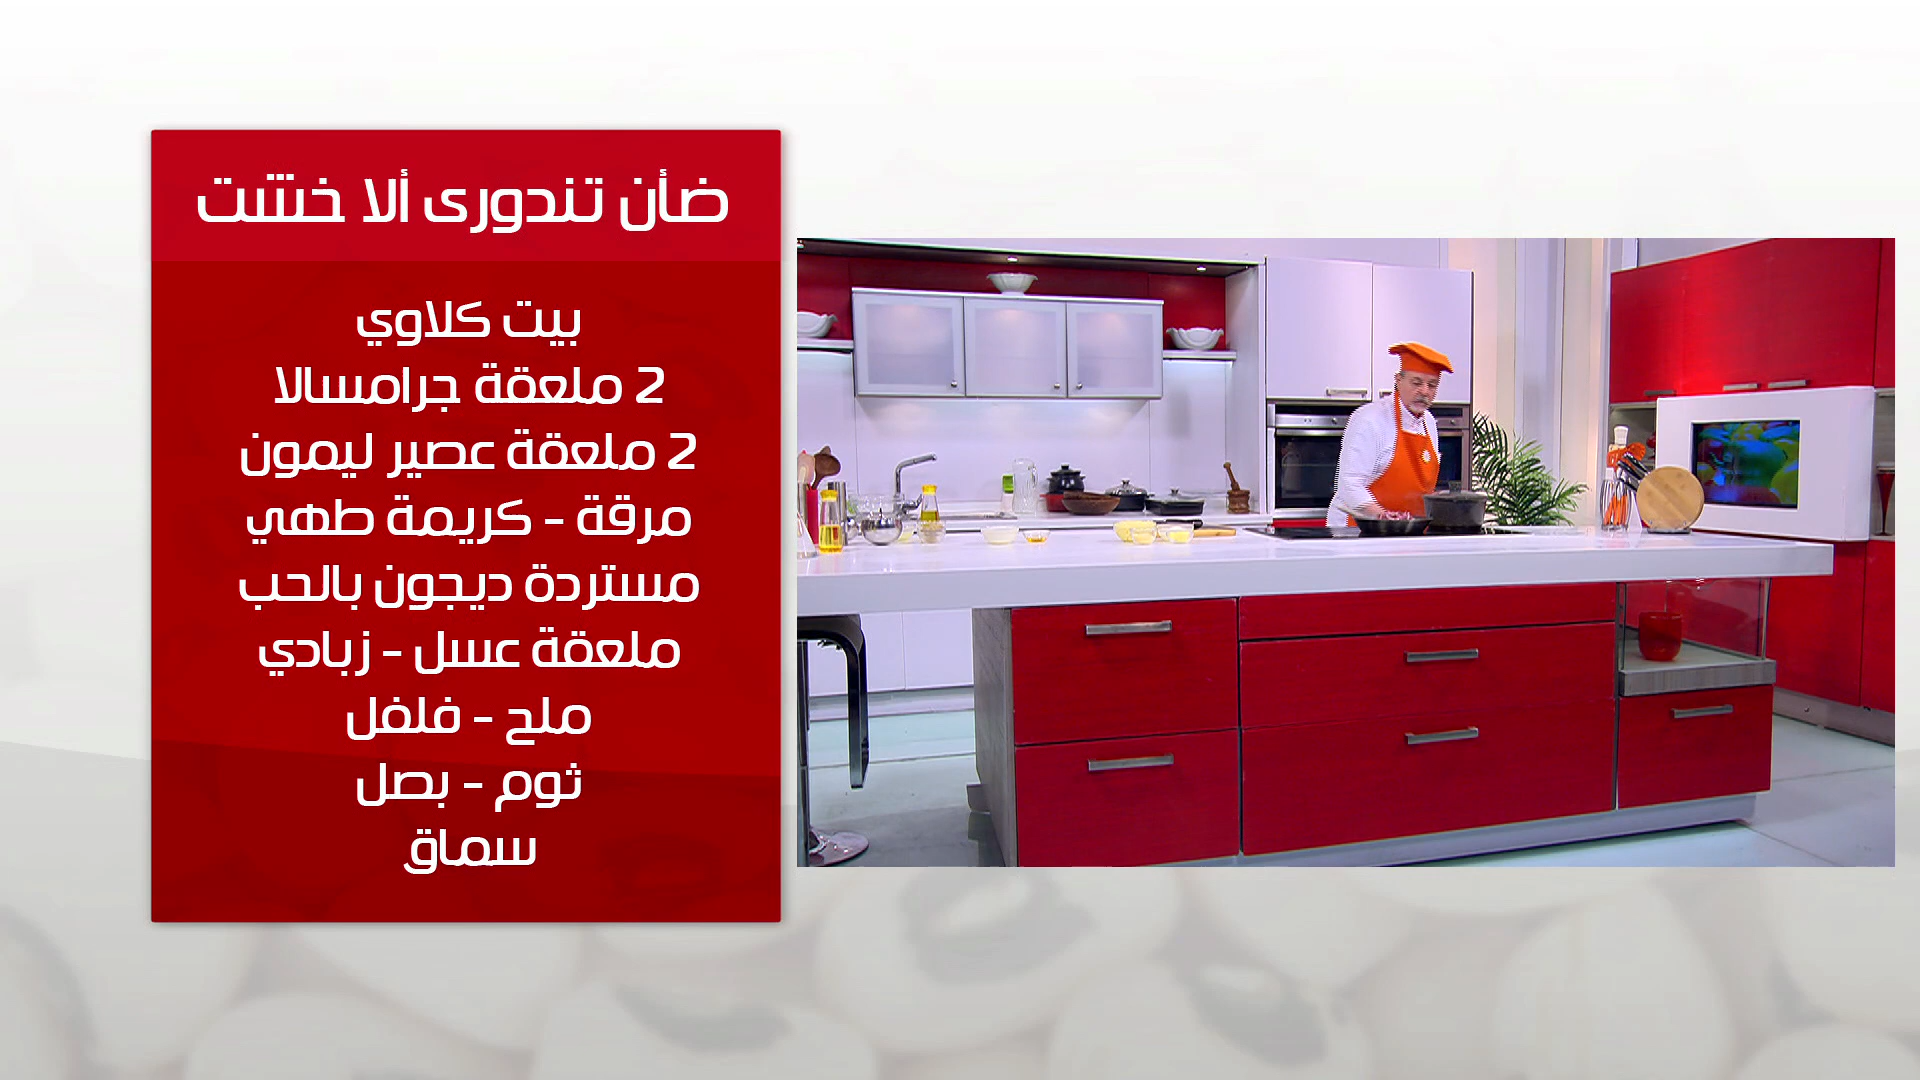 ضأن تندورى ألا خشت
بيت كلاوي
2 ملعقة جرامسالا
2 ملعقة عصير ليمون
مرقة - كريمة طهي
مستردة ديجون بالحب
ملعقة عسل - زبادي
ملح - فلفل
ثوم - بصل
سماق